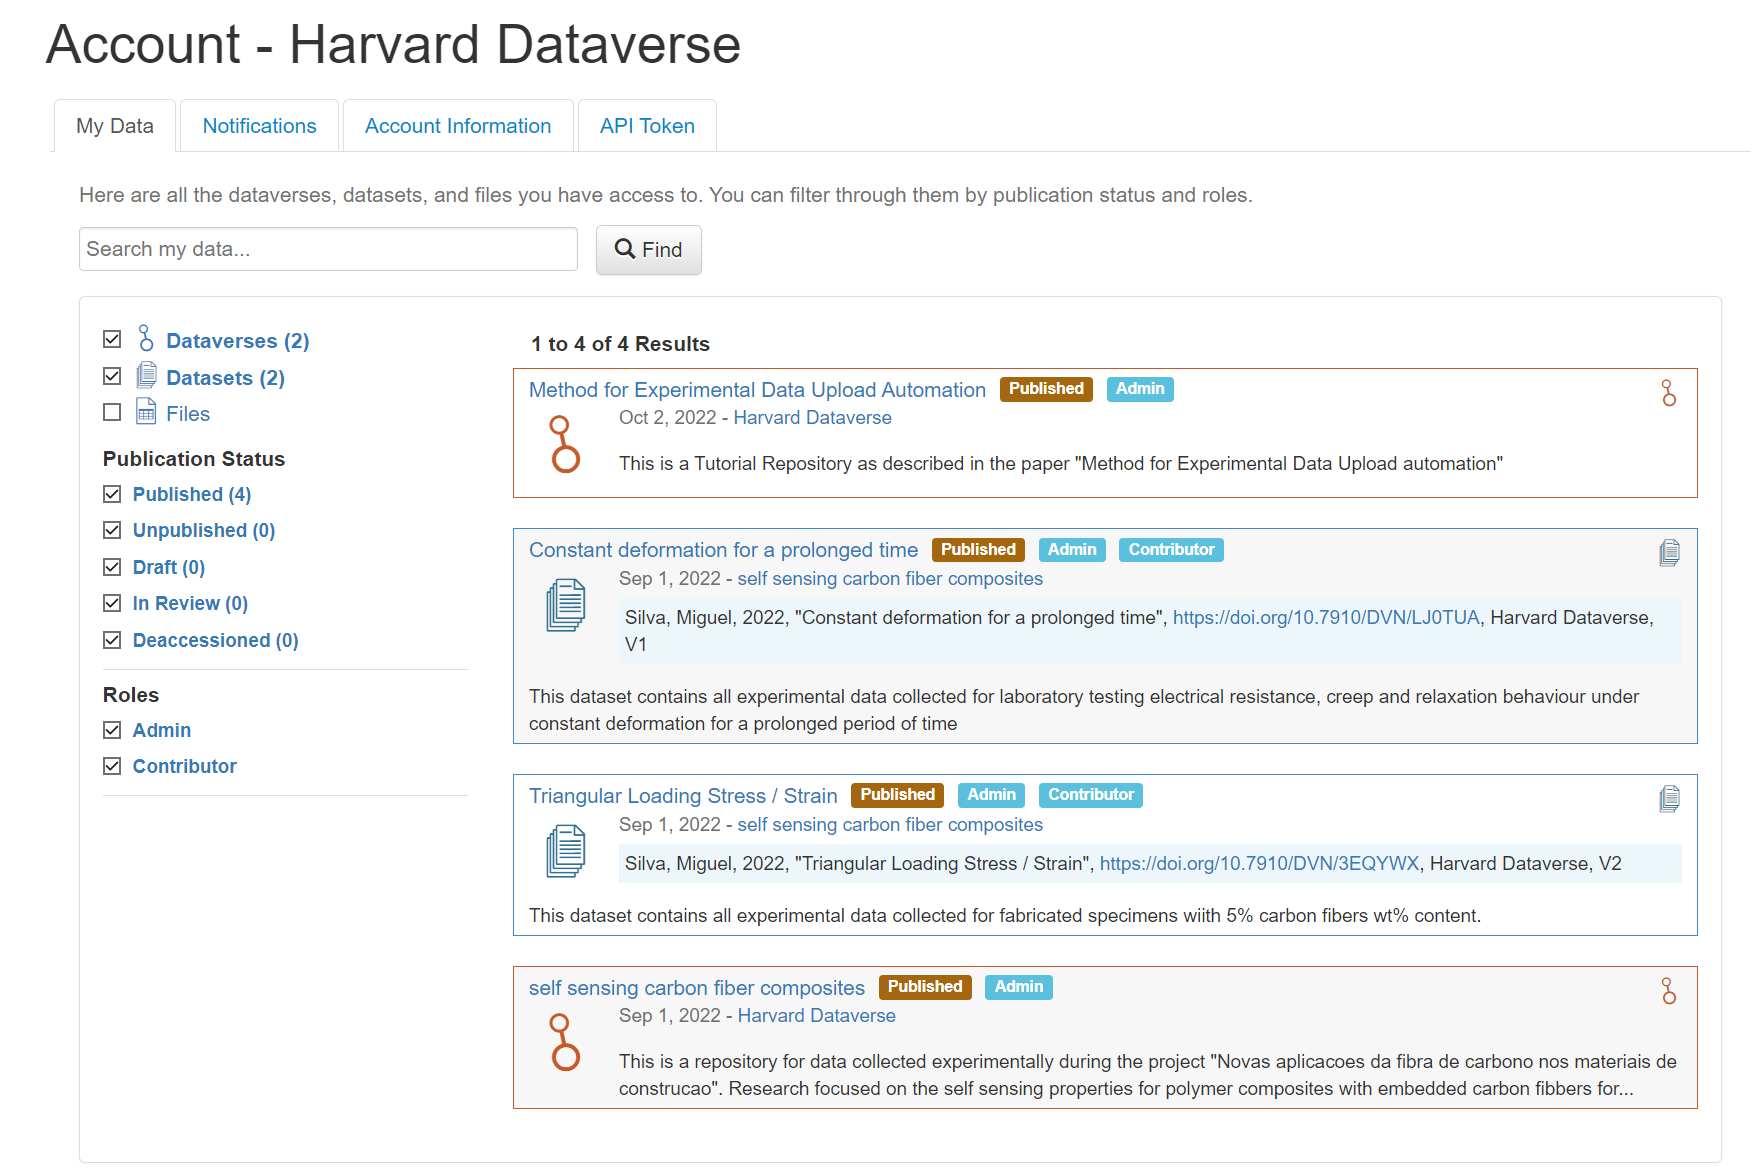 Account - Harvard Dataverse
My Data
Notifications
Account Information
API Token
Here are all the dataverses, datasets, and files you have access to. You can filter through them by publication status and roles.
Search my data...
Find
Dataverses (2)
Datasets (2)
Files
Publication Status
Published (4)
Unpublished (0)
Draft (0)
In Review (0)
Deaccessioned (0)
Roles
Admin
Contributor
1 to 4 of 4 Results
Method for Experimental Data Upload Automation Published Admin
Oct 2, 2022 - Harvard Dataverse
This is a Tutorial Repository as described in the paper "Method for Experimental Data Upload automation"
Constant deformation for a prolonged time Published Admin Contributor
Sep 1, 2022 - self sensing carbon fiber composites
Silva, Miguel, 2022, "Constant deformation for a prolonged time", https://doi.org/10.7910/DVN/LJ0TUA, Harvard Dataverse,
V1
This dataset contains all experimental data collected for laboratory testing electrical resistance, creep and relaxation behaviour under
constant deformation for a prolonged period of time
Triangular Loading Stress / Strain Published Admin Contributor
Sep 1, 2022 - self sensing carbon fiber composites
Silva, Miguel, 2022, "Triangular Loading Stress / Strain", https://doi.org/10.7910/DVN/3EQYWX, Harvard Dataverse, V2
This dataset contains all experimental data collected for fabricated specimens wiith 5% carbon fibers wt% content.
self sensing carbon fiber composites Published Admin
Sep 1, 2022 - Harvard Dataverse
This is a repository for data collected experimentally during the project "Novas aplicacoes da fibra de carbono nos materiais de
construcao". Research focused on the self sensing properties for polymer composites with embedded carbon fibbers for...